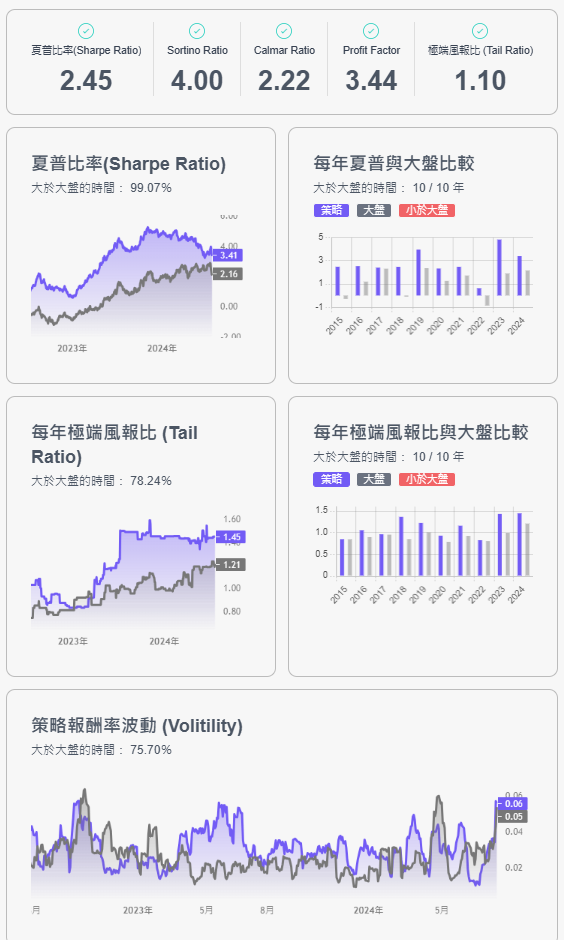 夏普比率(Sharpe Ratio)
2.45
Sortino Ratio
4.00
Calmar Ratio
2.22
Profit Factor
3.44
極端風報比 (Tail Ratio)
1.10
夏普比率(Sharpe Ratio)
大於大盤的時間： 99.07%
6.00
4.00
3.41
2.16
0.00
-2.00
2023年 2024年
每年夏普與大盤比較
大於大盤的時間： 10 / 10 年
策略 大盤 小於大盤
5
3
1
-1
2015 2016 2017 2018 2019 2020 2021 2022 2023 2024
每年極端風報比 (Tail
Ratio)
大於大盤的時間： 78.24%
1.60
1.45
1.21
1.00
0.80
2023年 2024年
每年極端風報比與大盤比較
大於大盤的時間： 10 / 10 年
策略 大盤 小於大盤
1.5
1.0
0.5
0
2015 2016 2017 2018 2019 2020 2021 2022 2023 2024
策略報酬率波動 (Volitility)
大於大盤的時間： 75.70%
0.06
0.06
0.05
0.04
0.02
月 2023年 5月 8月 2024年 5月